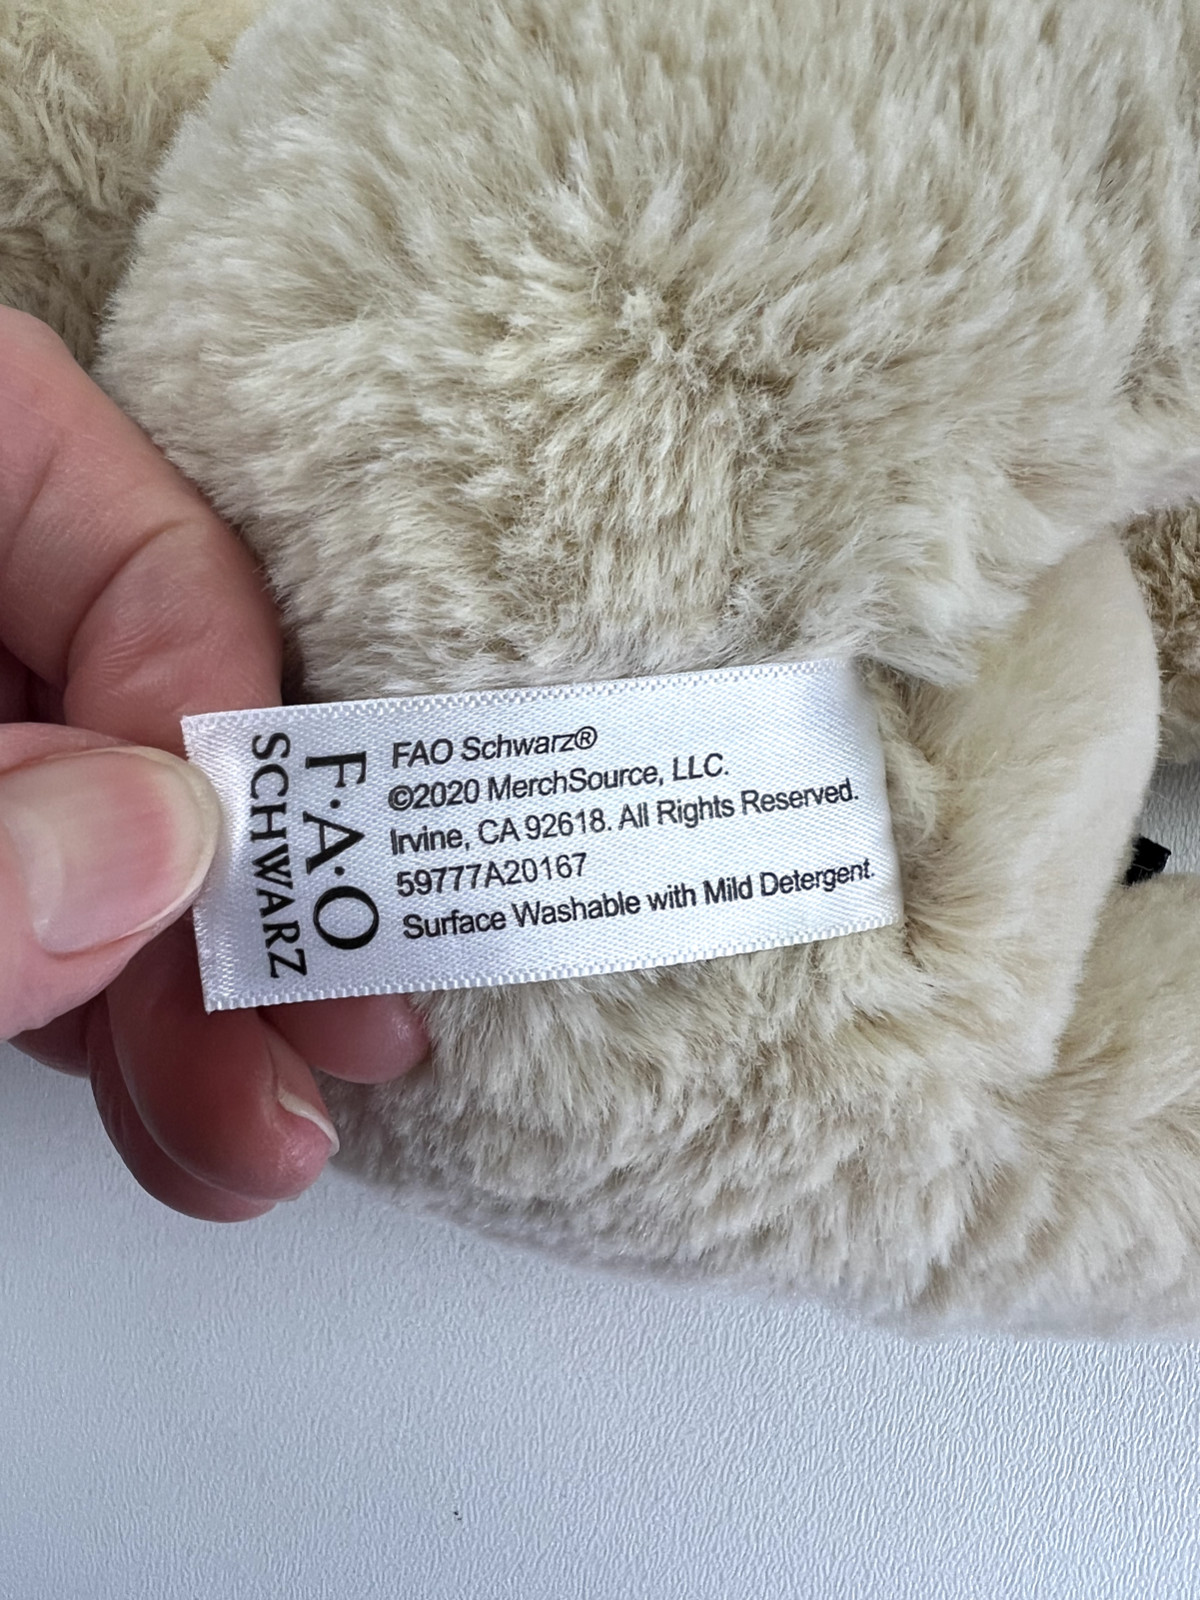 F·A·O
SCHWARZ
FAO Schwarz®
©2020 MerchSource, LLC.
Irvine, CA 92618. All Rights Reserved.
59777A20167
Surface Washable with Mild Detergent.